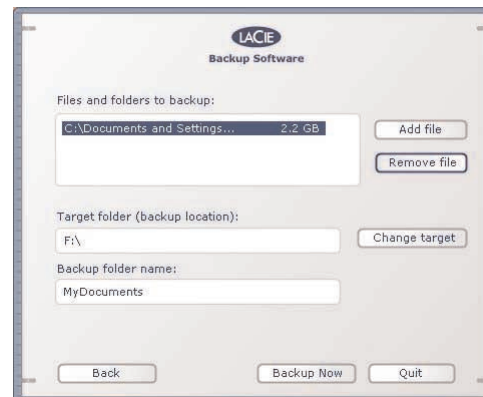 LACIE
Backup Software
Files and folders to backup:
C:\Documents and Settings... 2.2 GB
Add file
Remove file
Target folder (backup location):
F:\
Change target
Backup folder name:
MyDocuments
Back
Backup Now
Quit